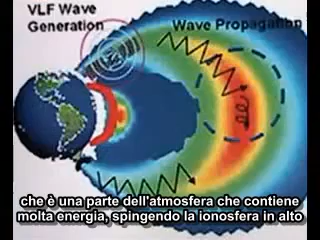 VLF Wave
Generation
Wave Propagation
che è una parte dell'atmosfera che contiene
molta energia, spingendo la ionosfera in alto